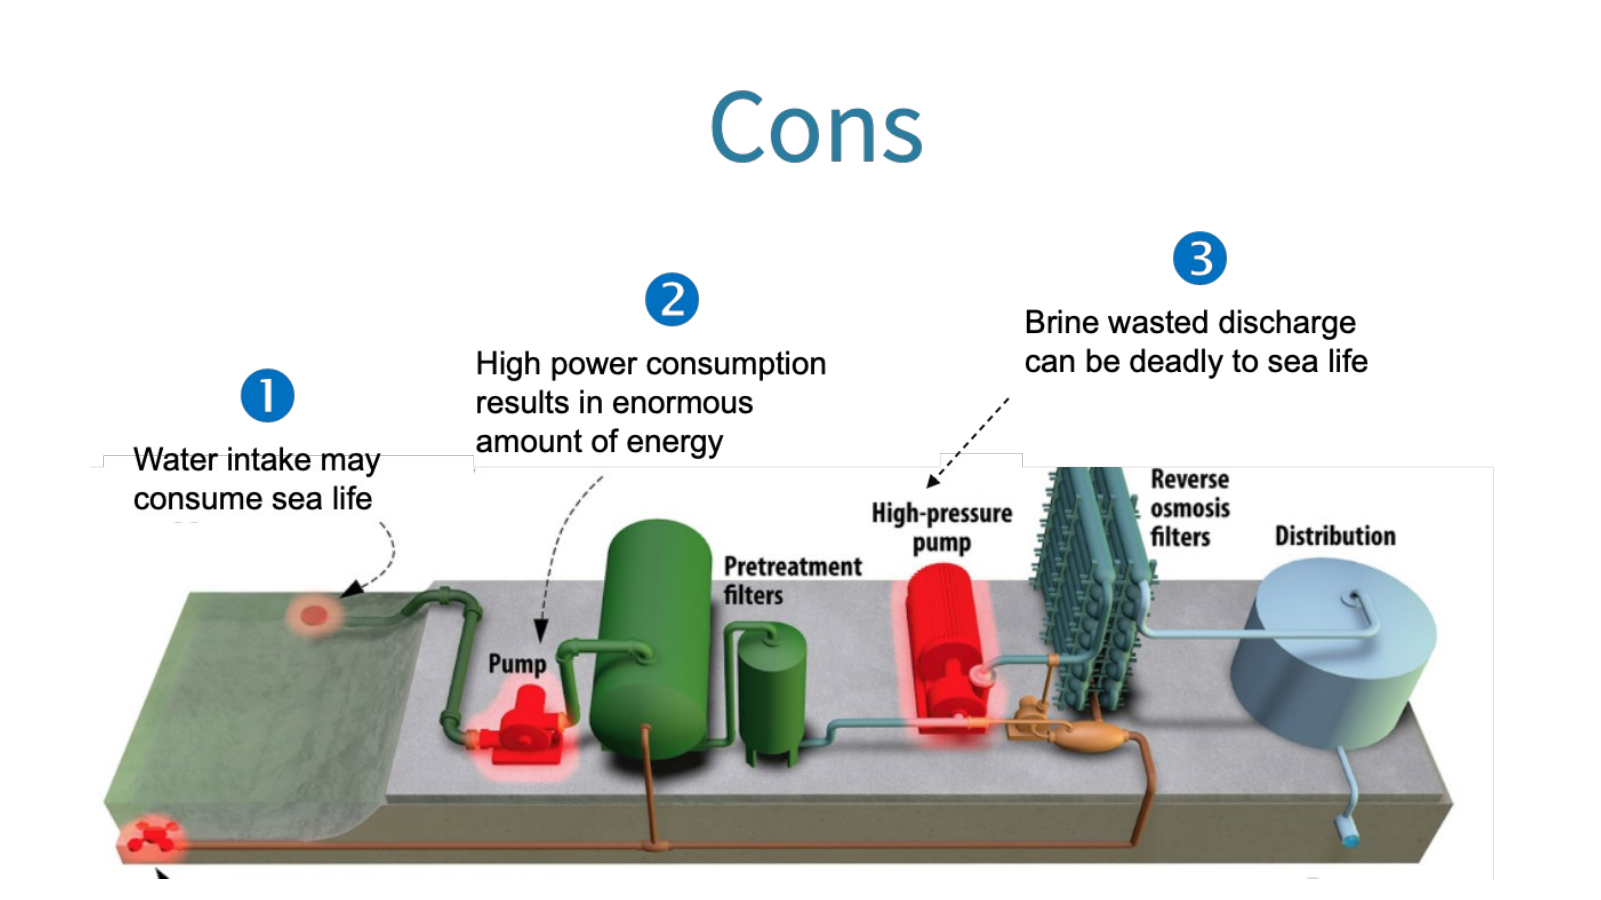 Cons
1
Water intake may
consume sea life
2
High power consumption
results in enormous
amount of energy
3
Brine wasted discharge
can be deadly to sea life
Pump
Pretreatment
filters
High-pressure
pump
Reverse
osmosis
filters
Distribution